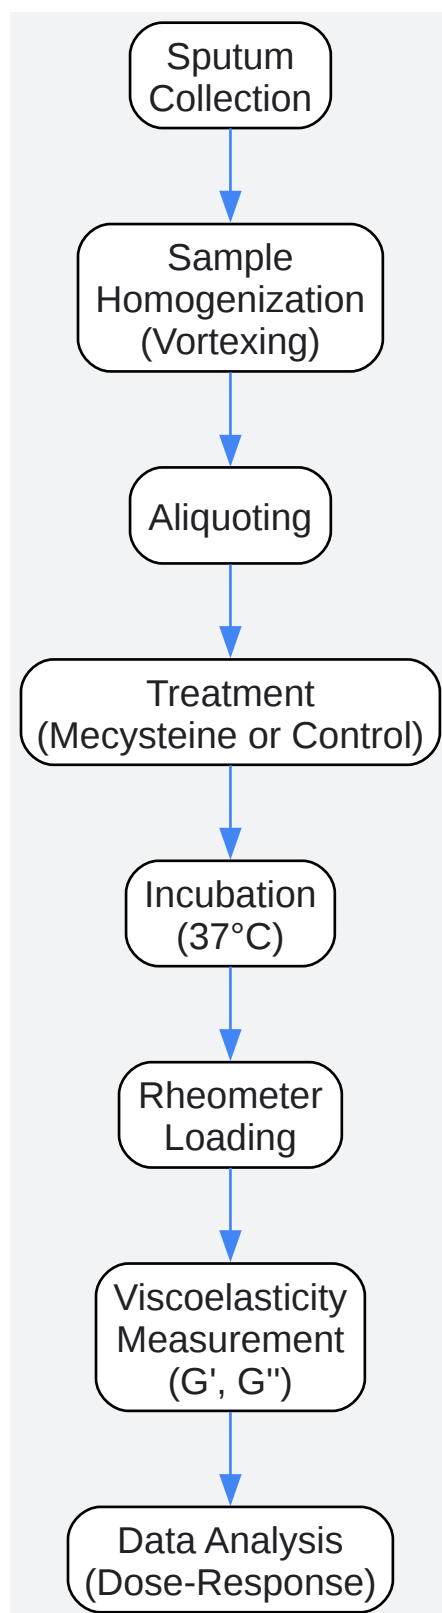 Sputum
Collection
Sample
Homogenization
(Vortexing)
Aliquoting
Treatment
(Mecysteine or Control)
Incubation
(37°C)
Rheometer
Loading
Viscoelasticity
Measurement
(G', G")
Data Analysis
(Dose-Response)